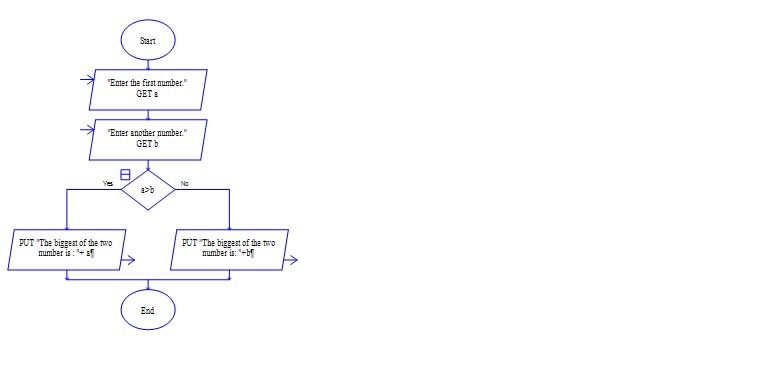 Start
"Enter the first number."
GET a
"Enter another number."
GET b
Yes
a>b
No
PUT "The biggest of the two
number is : "+ a¶
PUT "The biggest of the two
number is: "+b¶
End